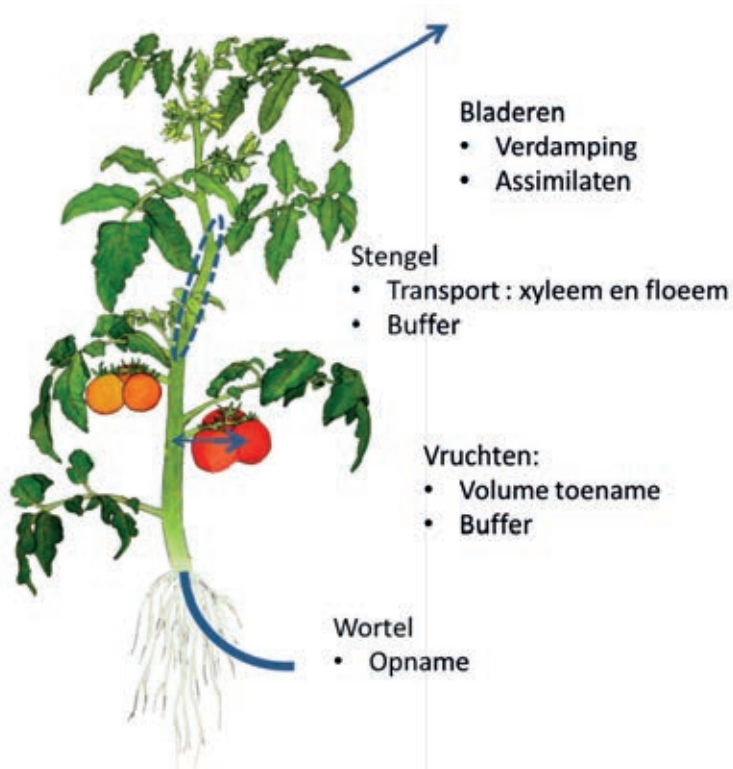 Bladeren
• Verdamping
• Assimilaten
Stengel
• Transport : xyleem en floeem
• Buffer
Vruchten:
• Volume toename
• Buffer
Wortel
• Opname